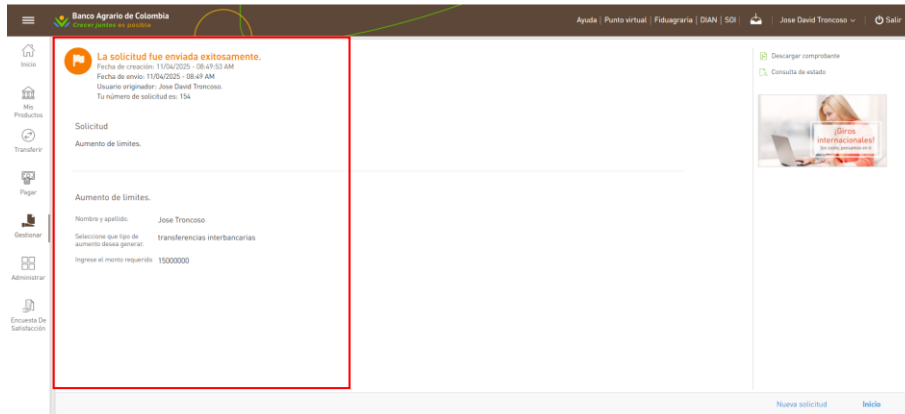 Banco Agrario de Colombia
Crecer juntos es posible
Ayuda | Punto virtual | Fiduagraria | DIAN | SOI |
Jose David Troncoso
Salir
Inicio
Mis
Productos
Transferir
Pagar
Gestionar
Administrar
Encuesta De
Satisfacción
La solicitud fue enviada exitosamente.
Fecha de creación: 11/04/2025 - 08:49:53 AM
Fecha de envio: 11/04/2025 - 08:49 AM
Usuario originador: Jose David Troncoso.
Tu número de solicitud es: 154
Solicitud
Aumento de limites.
Aumento de limites.
Nombre y apellido: Jose Troncoso
Seleccione que tipo de
aumento desea generar: transferencias interbancarias
Ingrese el monto requerido 15000000
Descargar comprobante
Consulta de estado
¡Giros
internacionales!
Nueva solicitud
Inicio